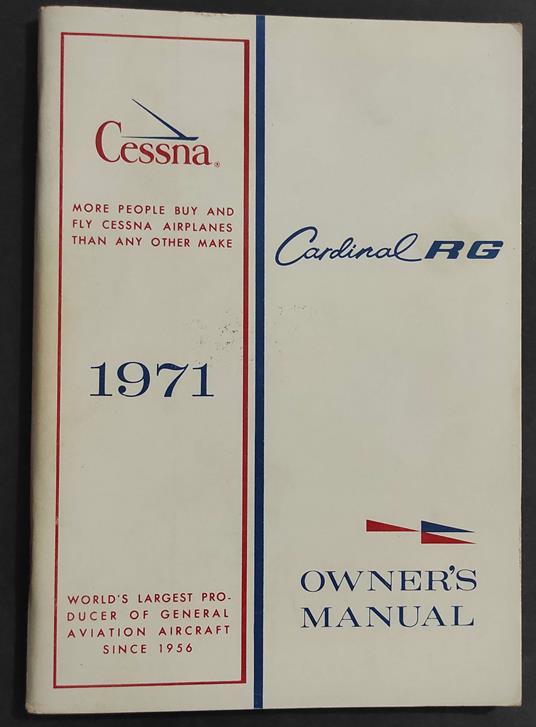 Cessna®
MORE PEOPLE BUY AND
FLY CESSNA AIRPLANES
THAN ANY OTHER MAKE
1971
WORLD'S LARGEST PRO-
DUCER OF GENERAL
AVIATION AIRCRAFT
SINCE 1956
Cardinal RG
OWNER'S
MANUAL